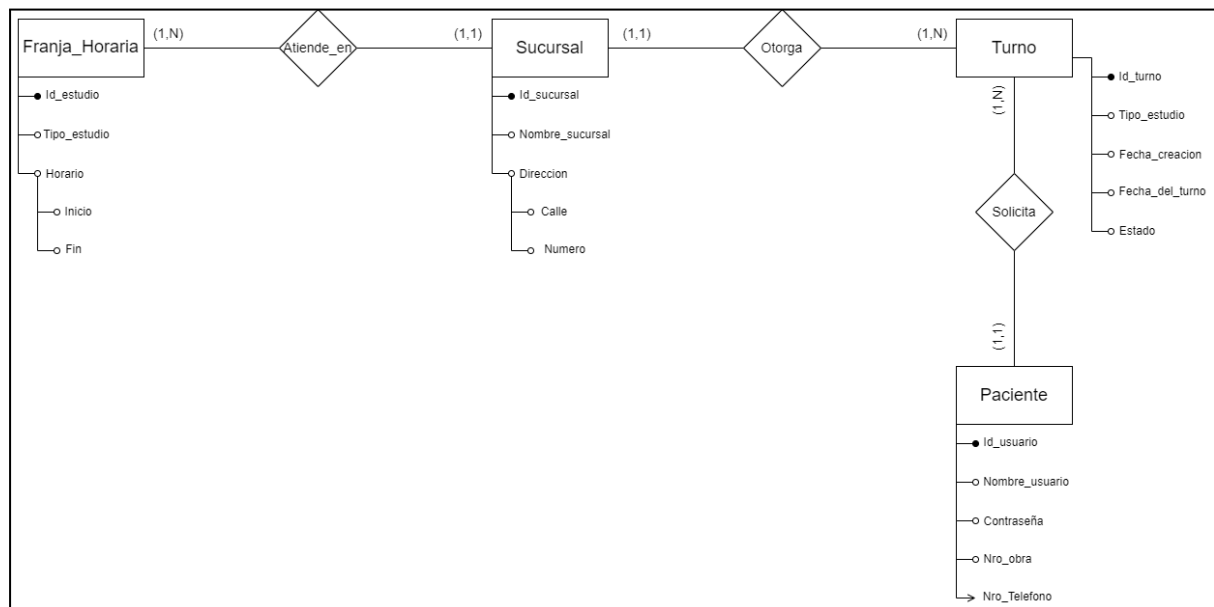 Franja_Horaria
(1,N)
Atiende_en
(1,1)
Sucursal
(1,1)
Otorga
(1,N)
Turno
Id_estudio
Tipo_estudio
Horario
Inicio
Fin
Id_sucursal
Nombre_sucursal
Direccion
Calle
Numero
Id_turno
Tipo_estudio
Fecha_creacion
Fecha_del_turno
Estado
(1,N)
Solicita
(1,1)
Paciente
Id_usuario
Nombre_usuario
Contraseña
Nro_obra
Nro_Telefono